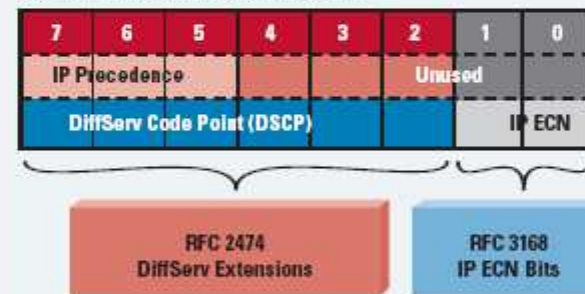 7 6 5 4 3 2 1 0
IP Precedence Unused
DiffServ Code Point (DSCP) IP ECN
RFC 2474 RFC 3168
DiffServ Extensions IP ECN Bits